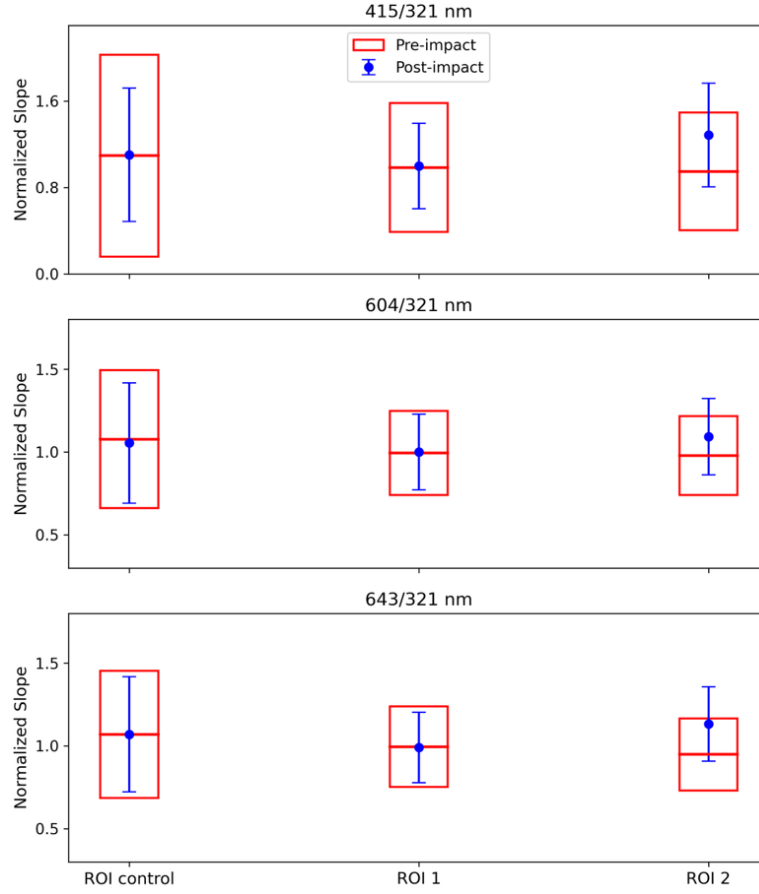 415/321 nm
Pre-impact
Post-impact
Normalized Slope
1.6
0.8
0.0
604/321 nm
Normalized Slope
1.5
1.0
0.5
643/321 nm
Normalized Slope
1.5
1.0
0.5
ROI control
ROI 1
ROI 2